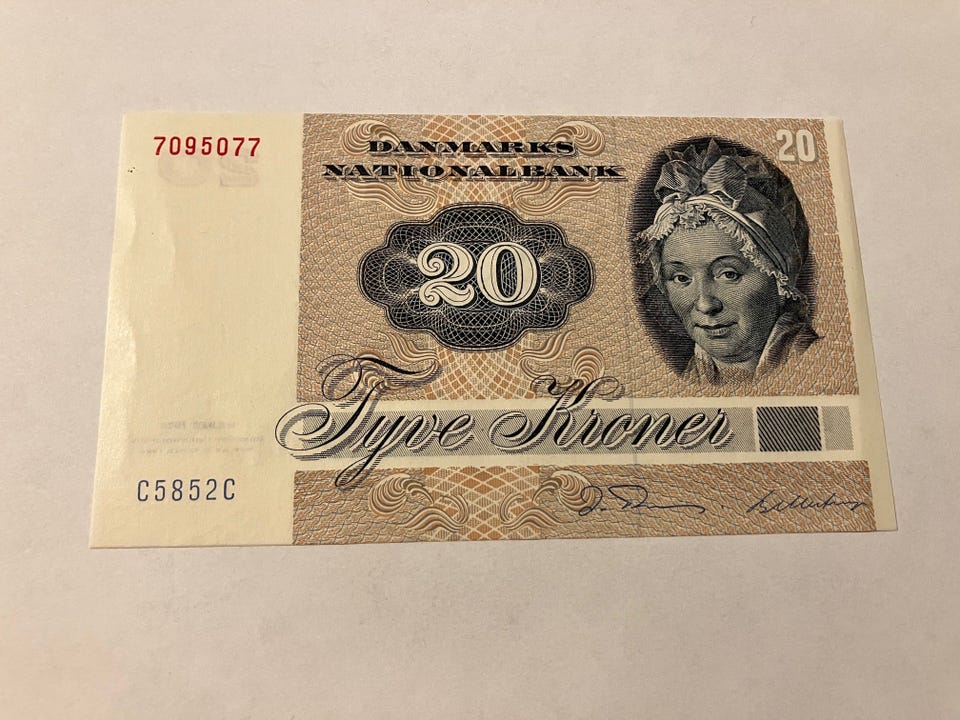 7095077
DANMARKS
NATIONALBANK
20
20
Tyve Kroner
C5852C